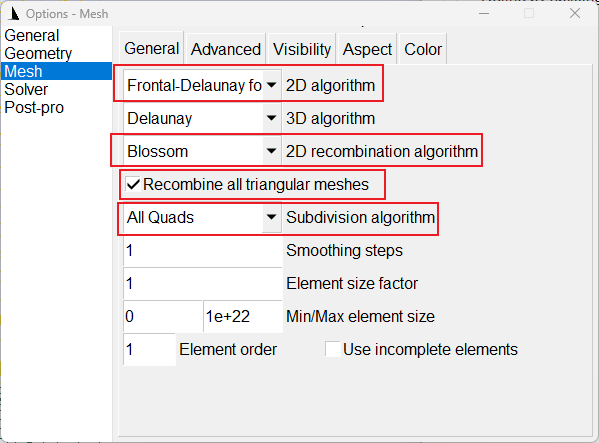 Options - Mesh
General
Geometry
Mesh
Solver
Post-pro
General Advanced Visibility Aspect Color
Frontal-Delaunay fo 2D algorithm
Delaunay 3D algorithm
Blossom 2D recombination algorithm
Recombine all triangular meshes
All Quads Subdivision algorithm
1 Smoothing steps
1 Element size factor
0 1e+22 Min/Max element size
1 Element order Use incomplete elements